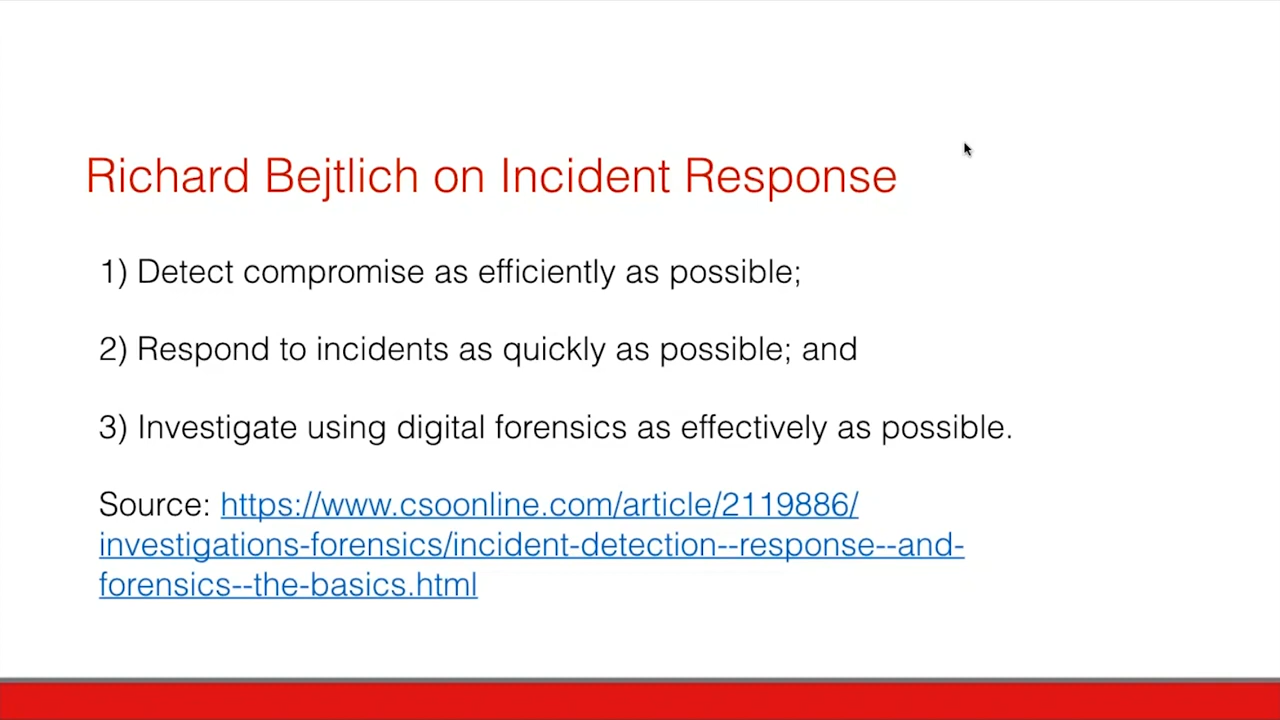 Richard Bejtlich on Incident Response
1) Detect compromise as efficiently as possible;
2) Respond to incidents as quickly as possible; and
3) Investigate using digital forensics as effectively as possible.
Source: https://www.csoonline.com/article/2119886/
investigations-forensics/incident-detection--response--and-
forensics--the-basics.html